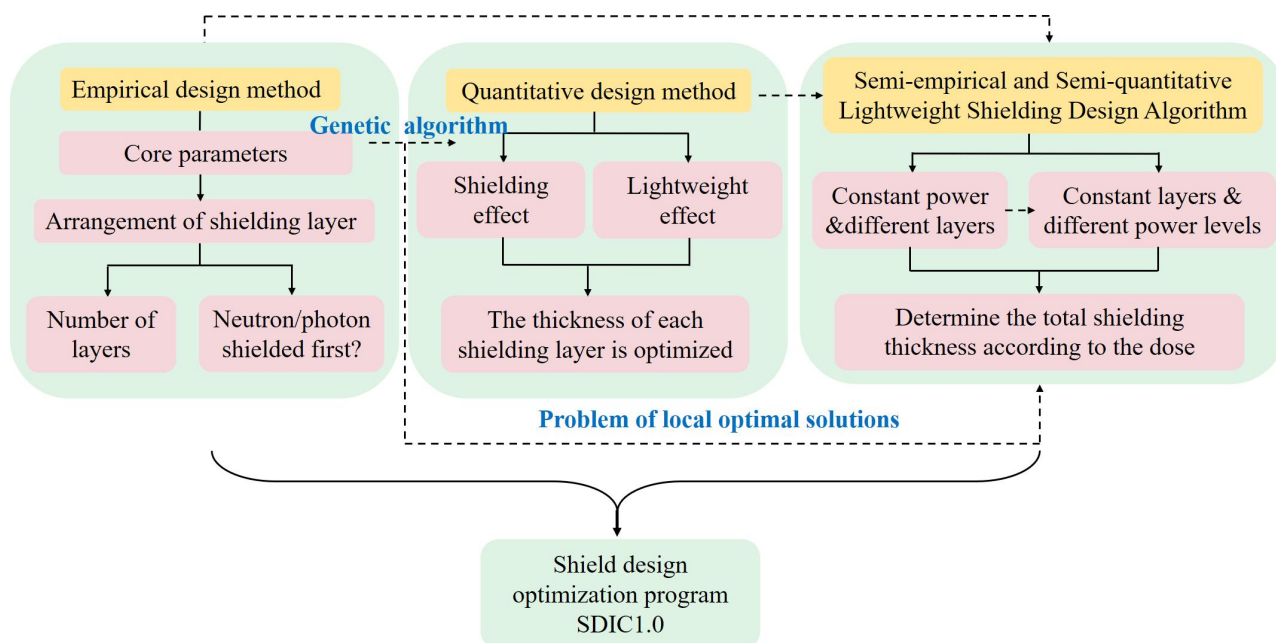 Empirical design method
Core parameters
Arrangement of shielding layer
Number of
layers
Neutron/photon
shielded first?
Genetic algorithm
Quantitative design method
Shielding
effect
Lightweight
effect
The thickness of each
shielding layer is optimized
Semi-empirical and Semi-quantitative
Lightweight Shielding Design Algorithm
Constant power
&different layers
Constant layers &
different power levels
Determine the total shielding
thickness according to the dose
Problem of local optimal solutions
Shield design
optimization program
SDIC1.0